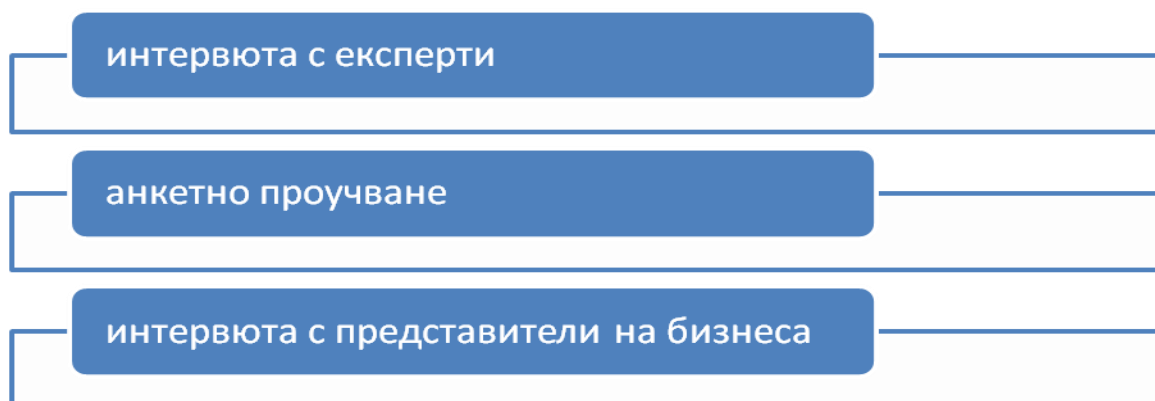 интервюта с експерти
анкетно проучване
интервюта с представители на бизнеса